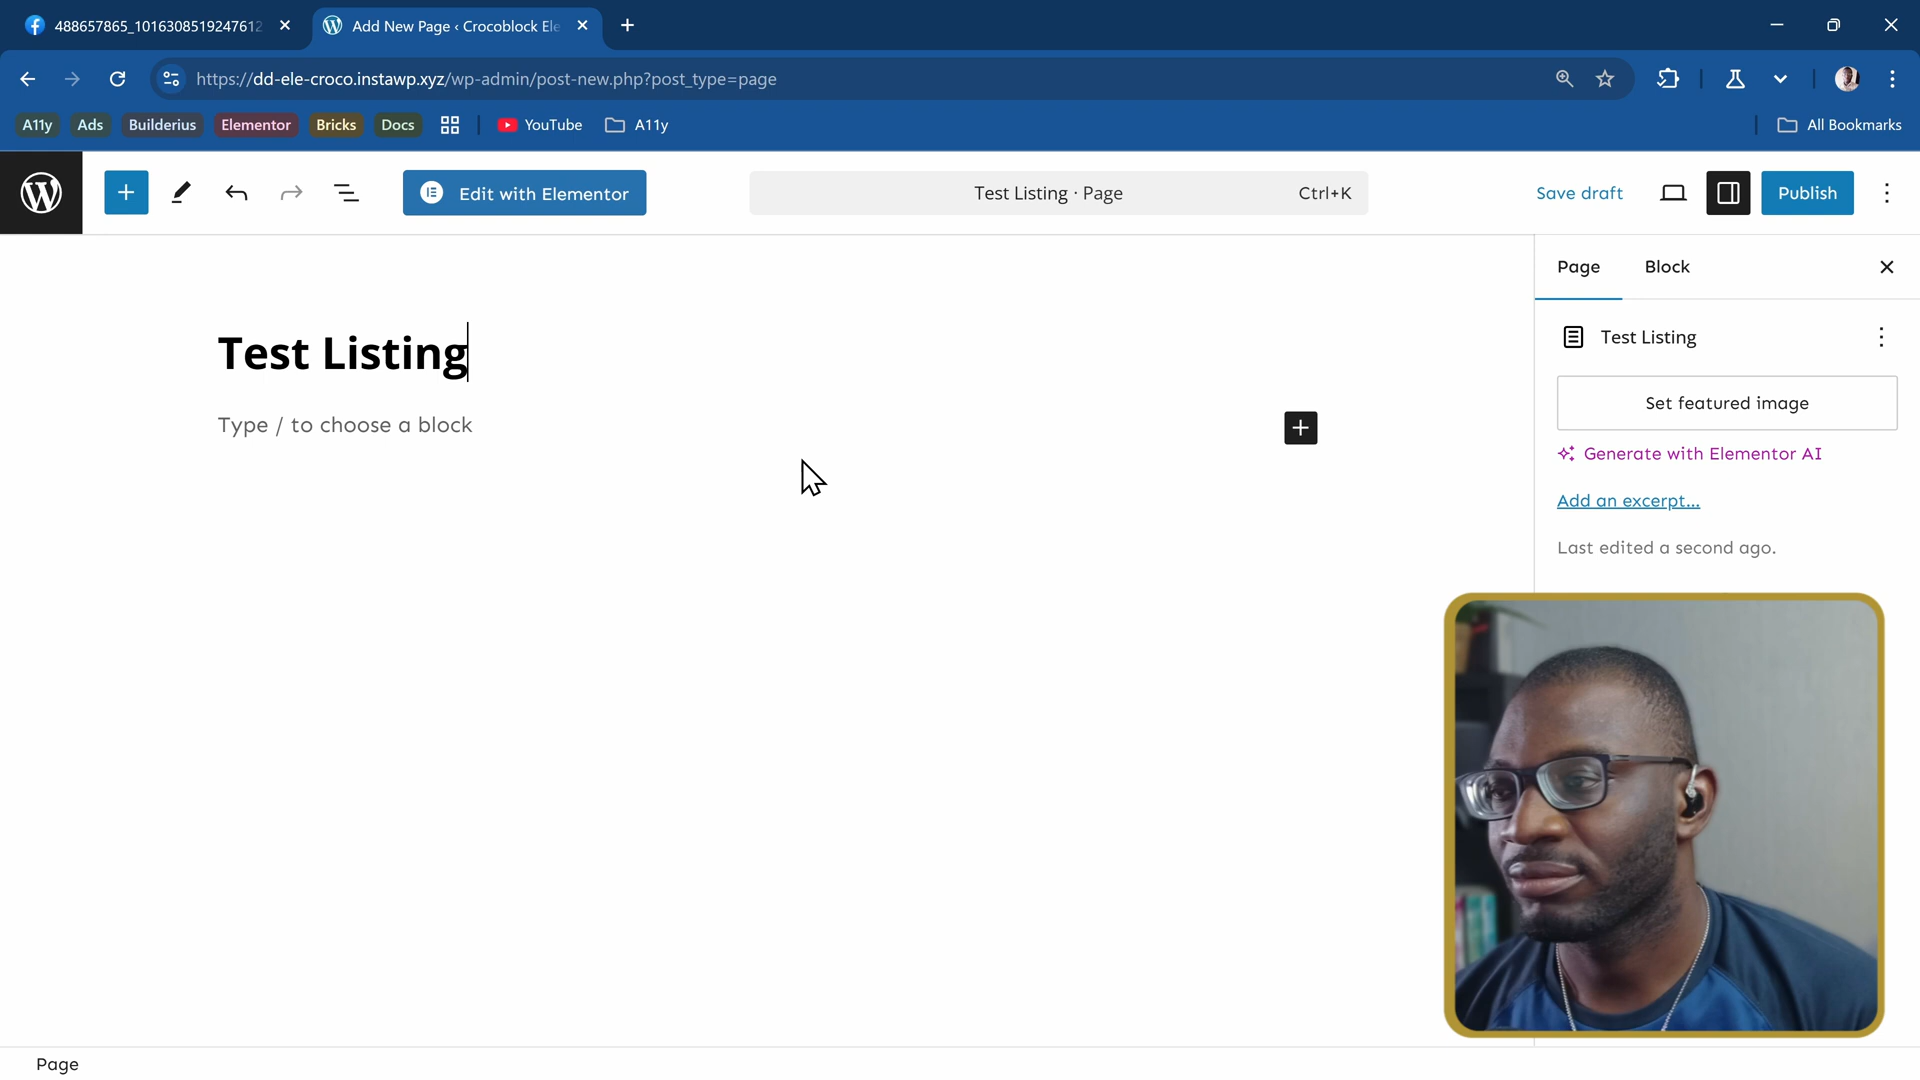 488657865_1016308519247612
Add New Page ‹ Crocoblock Ele
https://dd-ele-croco.instawp.xyz/wp-admin/post-new.php?post_type=page
A11y
Ads
Builderius
Elementor
Bricks
Docs
YouTube
A11y
All Bookmarks
Edit with Elementor
Test Listing · Page
Ctrl+K
Save draft
Publish
Page
Block
Test Listing
Test Listing
Set featured image
Type / to choose a block
Generate with Elementor AI
Add an excerpt...
Last edited a second ago.
Page